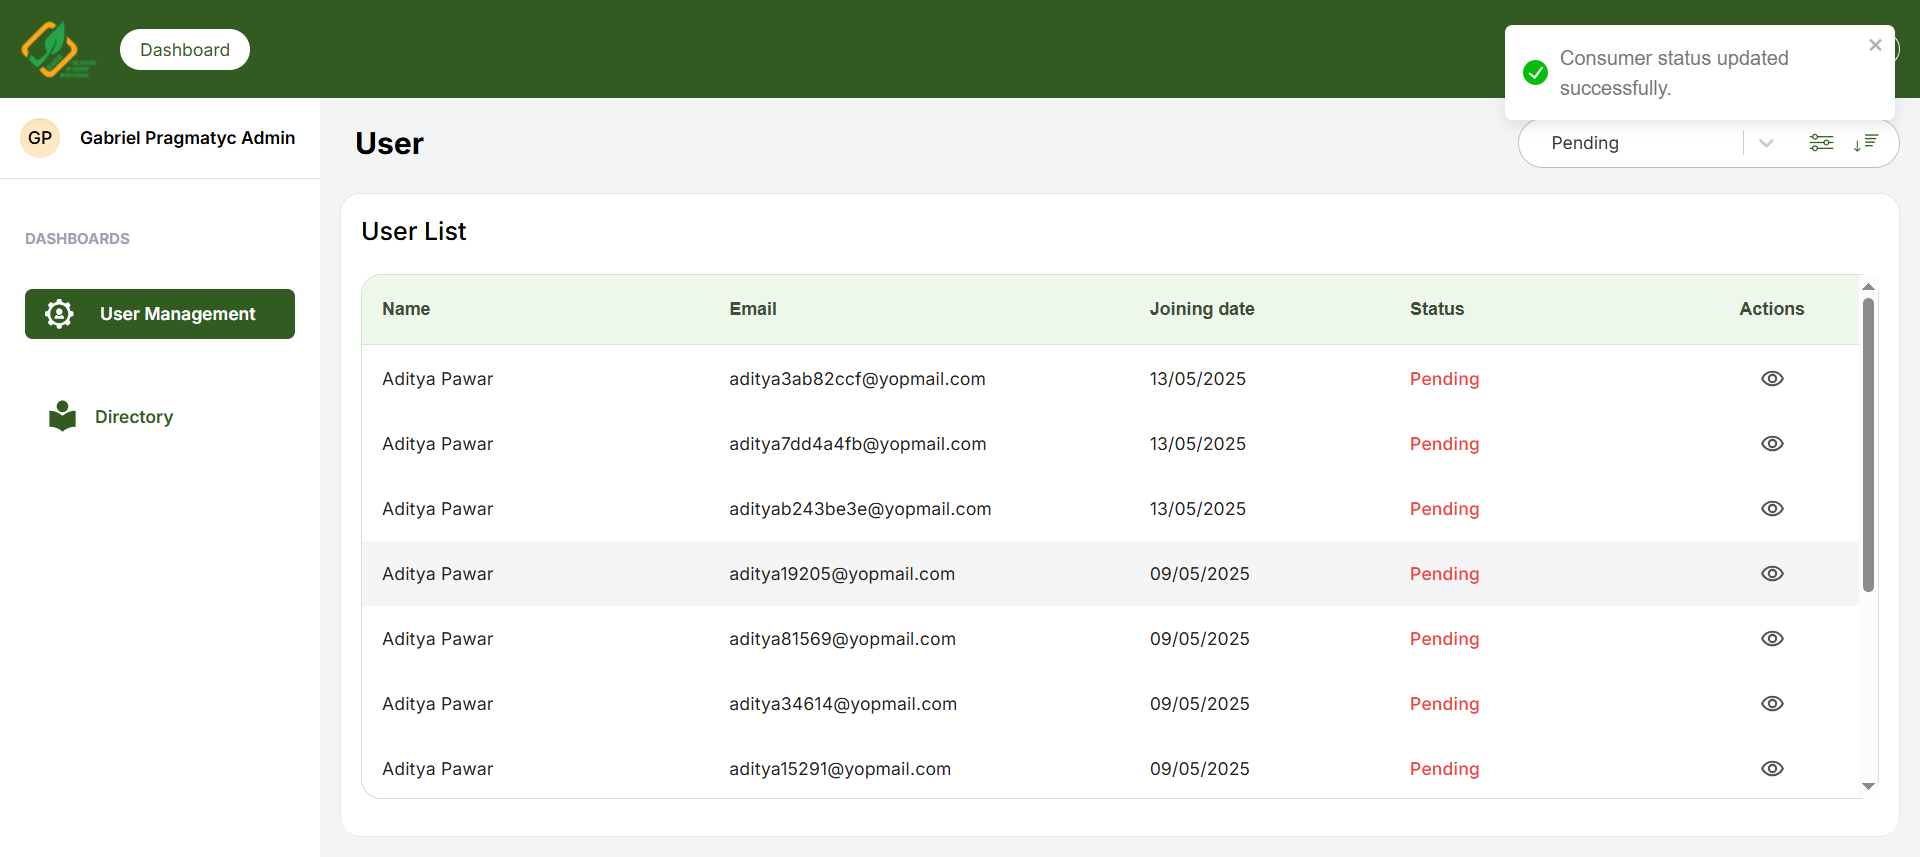 Dashboard
Consumer status updated
successfully.
GP
Gabriel Pragmatyc Admin
User
Pending
DASHBOARDS
User Management
Directory
User List
Name Email Joining date Status Actions
Aditya Pawar aditya3ab82ccf@yopmail.com 13/05/2025 Pending
Aditya Pawar aditya7dd4a4fb@yopmail.com 13/05/2025 Pending
Aditya Pawar adityab243be3e@yopmail.com 13/05/2025 Pending
Aditya Pawar aditya19205@yopmail.com 09/05/2025 Pending
Aditya Pawar aditya81569@yopmail.com 09/05/2025 Pending
Aditya Pawar aditya34614@yopmail.com 09/05/2025 Pending
Aditya Pawar aditya15291@yopmail.com 09/05/2025 Pending